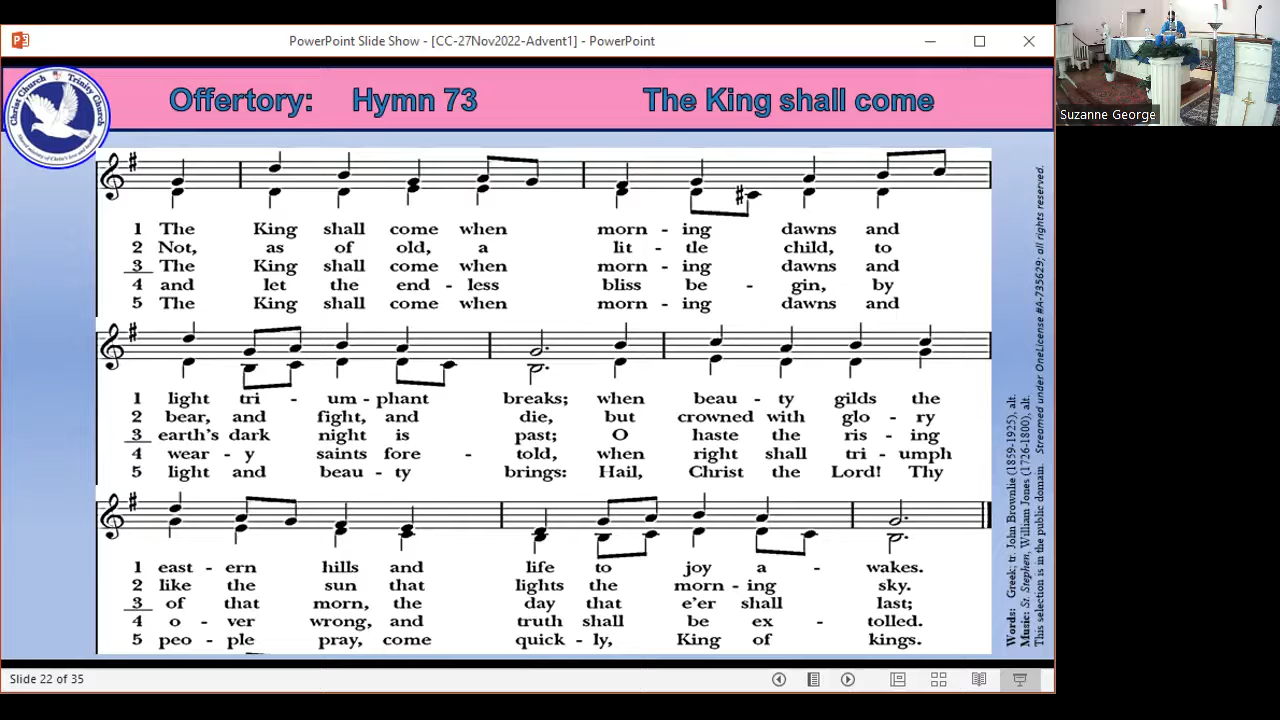 PowerPoint Slide Show - [CC-27Nov2022-Advent1] - PowerPoint
Suzanne George
Christ Church Trinity Church
Offertory: Hymn 73 The King shall come
1 The King shall come when morn - ing dawns and
2 Not, as of old, a lit - tle child, to
3 The King shall come when morn - ing dawns and
4 and let the end - less bliss be - gin, by
5 The King shall come when morn - ing dawns and
1 light tri - um - phant breaks; when beau - ty gilds the
2 bear, and fight, and die, but crowned with glo - ry
3 earth's dark night is past; O haste the ris - ing
4 wear - y saints fore - told, when right shall tri - umph
5 light and beau - ty brings: Hail, Christ the Lord! Thy
1 east - ern hills and life to joy a - wakes.
2 like the sun that lights the morn - ing sky.
3 of that morn, the day that e'er shall last;
4 o - ver wrong, and truth shall be ex - tolled.
5 peo - ple pray, come quick - ly, King of kings.
Words: Greek; tr. John Brownlie (1859-1925), alt.
Music: St. Stephen, William Jones (1726-1800), alt.
This selection is in the public domain. Streamed under OneLicense #A-735629; all rights reserved.
Slide 22 of 35